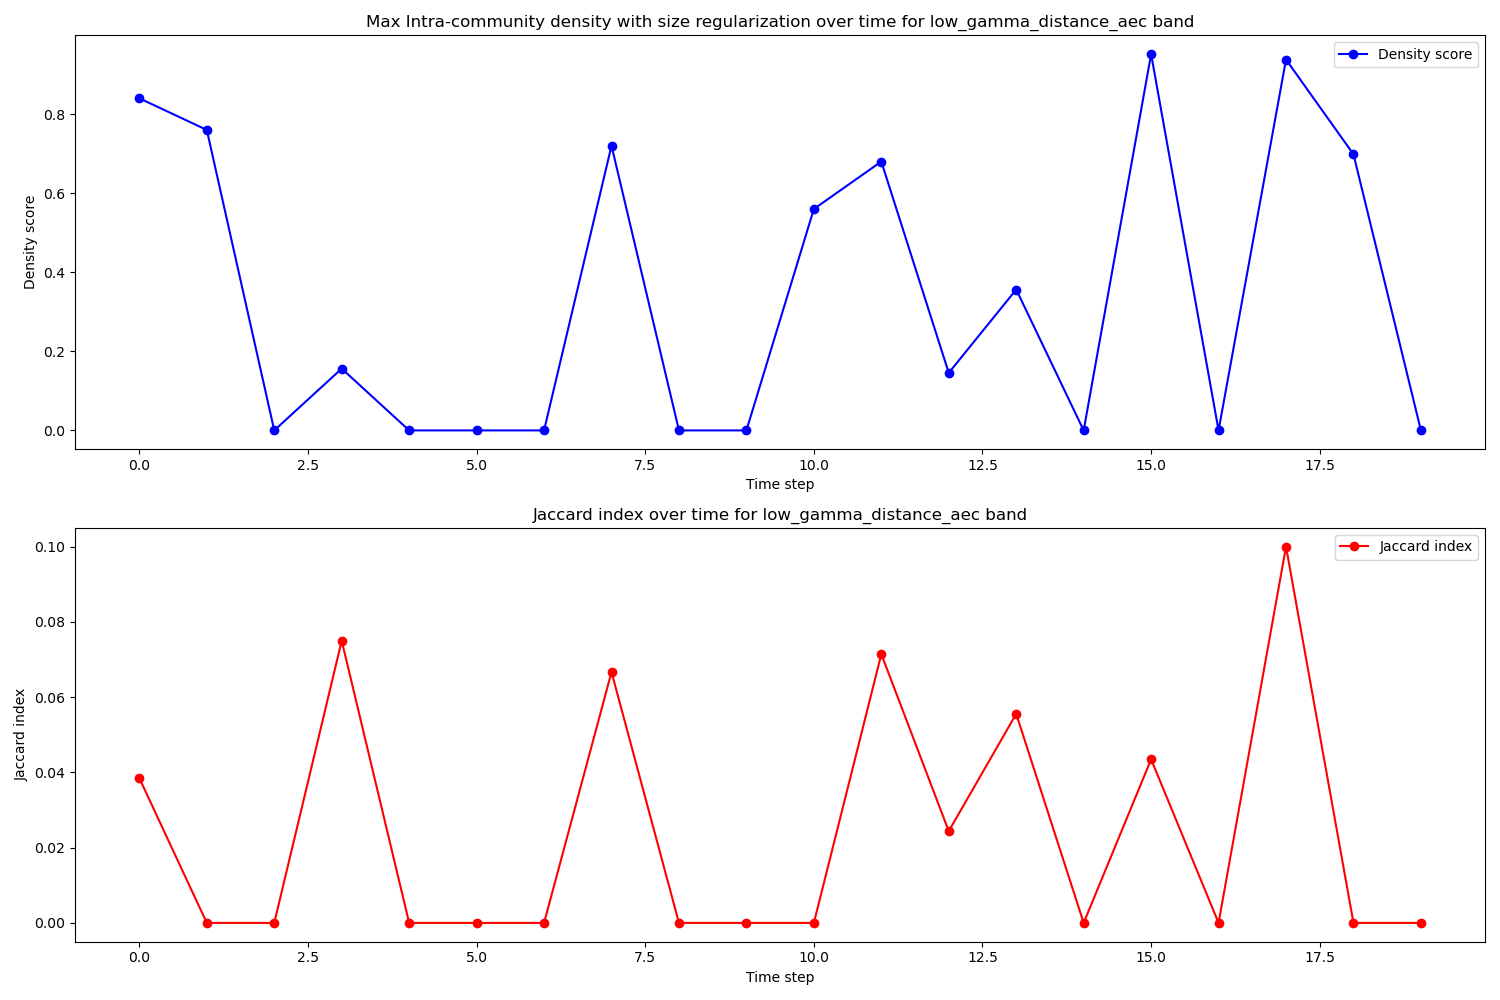 Max Intra-community density with size regularization over time for low_gamma_distance_aec band
Density score
Density score
0.8
0.6
0.4
0.2
0.0
0.0 2.5 5.0 7.5 10.0 12.5 15.0 17.5
Time step
Jaccard index over time for low_gamma_distance_aec band
Jaccard index
Jaccard index
0.10
0.08
0.06
0.04
0.02
0.00
0.0 2.5 5.0 7.5 10.0 12.5 15.0 17.5
Time step